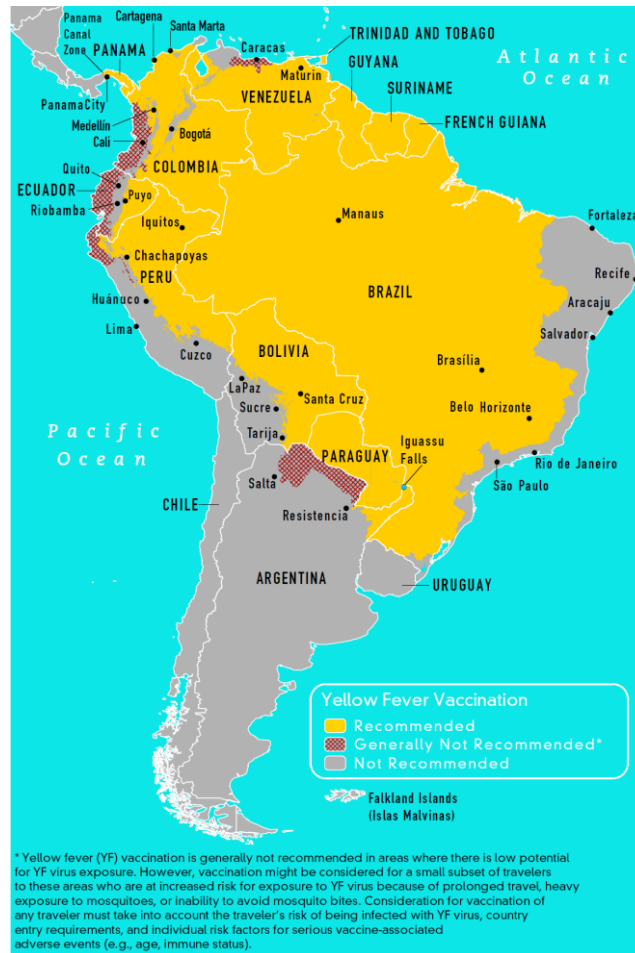 Panama
Canal
Zone
Cartagena
Santa Marta
PANAMA
Caracas
TRINIDAD AND TOBAGO
Atlantic
Ocean
Maturin
GUYANA
PanamaCity
VENEZUELA
SURINAME
Medellín
Bogotá
FRENCH GUIANA
Cali
COLOMBIA
Quito
ECUADOR
Puyo
Riobamba
Iquitos
Manaus
Fortaleza
Chachapoyas
PERU
Recife
Huánuco
BRAZIL
Aracaju
Lima
Salvador
Cuzco
BOLIVIA
Brasília
LaPaz
Santa Cruz
Sucre
Belo Horizonte
Pacific
Ocean
Tarija
PARAGUAY
Iguassu
Falls
Rio de Janeiro
São Paulo
Salta
CHILE
Resistencia
ARGENTINA
URUGUAY
Yellow Fever Vaccination
Recommended
Generally Not Recommended*
Not Recommended
Falkland Islands
(Islas Malvinas)
* Yellow fever (YF) vaccination is generally not recommended in areas where there is low potential
for YF virus exposure. However, vaccination might be considered for a small subset of travelers
to these areas who are at increased risk for exposure to YF virus because of prolonged travel, heavy
exposure to mosquitoes, or inability to avoid mosquito bites. Consideration for vaccination of
any traveler must take into account the traveler's risk of being infected with YF virus, country
entry requirements, and individual risk factors for serious vaccine-associated
adverse events (e.g., age, immune status).